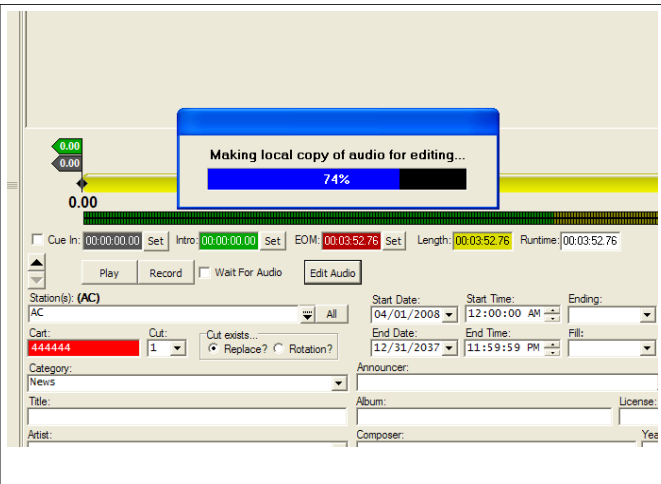 0.00
0.00
Making local copy of audio for editing...
74%
0.00
Cue In: 00:00:00.00 Set Intro: 00:00:00.00 Set EOM: 00:03:52.76 Set Length: 00:03:52.76 Runtime: 00:03:52.76
Play Record Wait For Audio Edit Audio
Station(s): (AC) Start Date: Start Time: Ending:
AC All 04/01/2008 12:00:00 AM
Cart: Cut: Cut exists... End Date: End Time: Fill:
444444 1 Replace? Rotation? 12/31/2037 11:59:59 PM
Category: Announcer:
News
Title: Album: License:
Artist: Composer: Yea